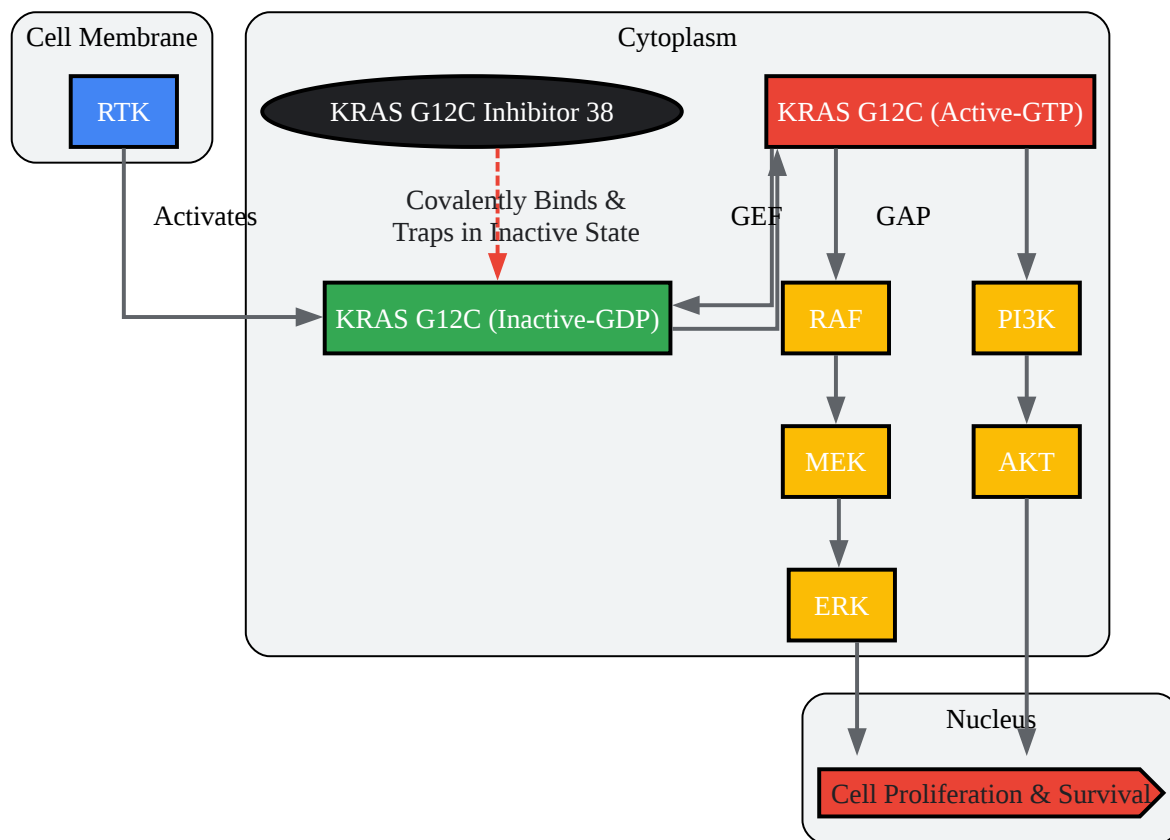 Cell Membrane
Cytoplasm
RTK
KRAS G12C Inhibitor 38
KRAS G12C (Active-GTP)
Activates
Covalently Binds &
Traps in Inactive State
GEF
GAP
KRAS G12C (Inactive-GDP)
RAF
PI3K
MEK
AKT
ERK
Nucleus
Cell Proliferation & Survival